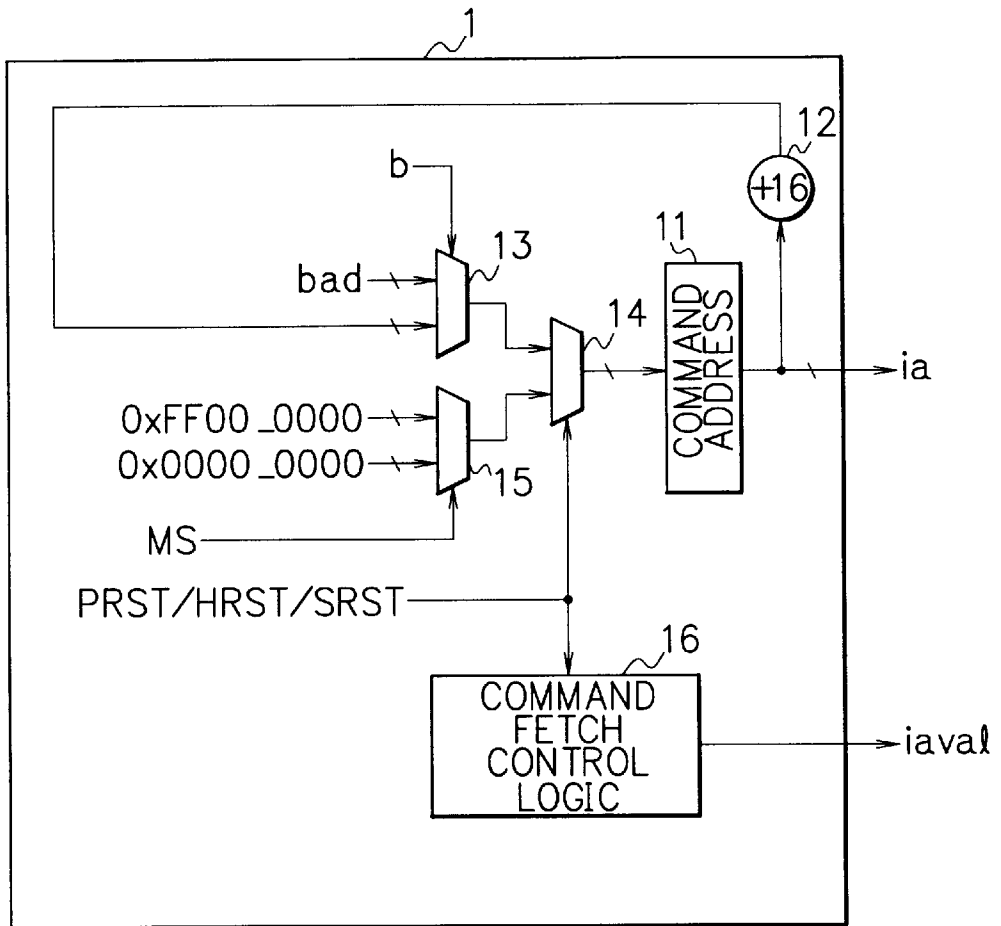 1
12
+16
b
11
13
bad
14
COMMAND
ADDRESS
ia
0xFF00_0000
0x0000_0000
15
MS
PRST/HRST/SRST
16
COMMAND
FETCH
CONTROL
LOGIC
iaval